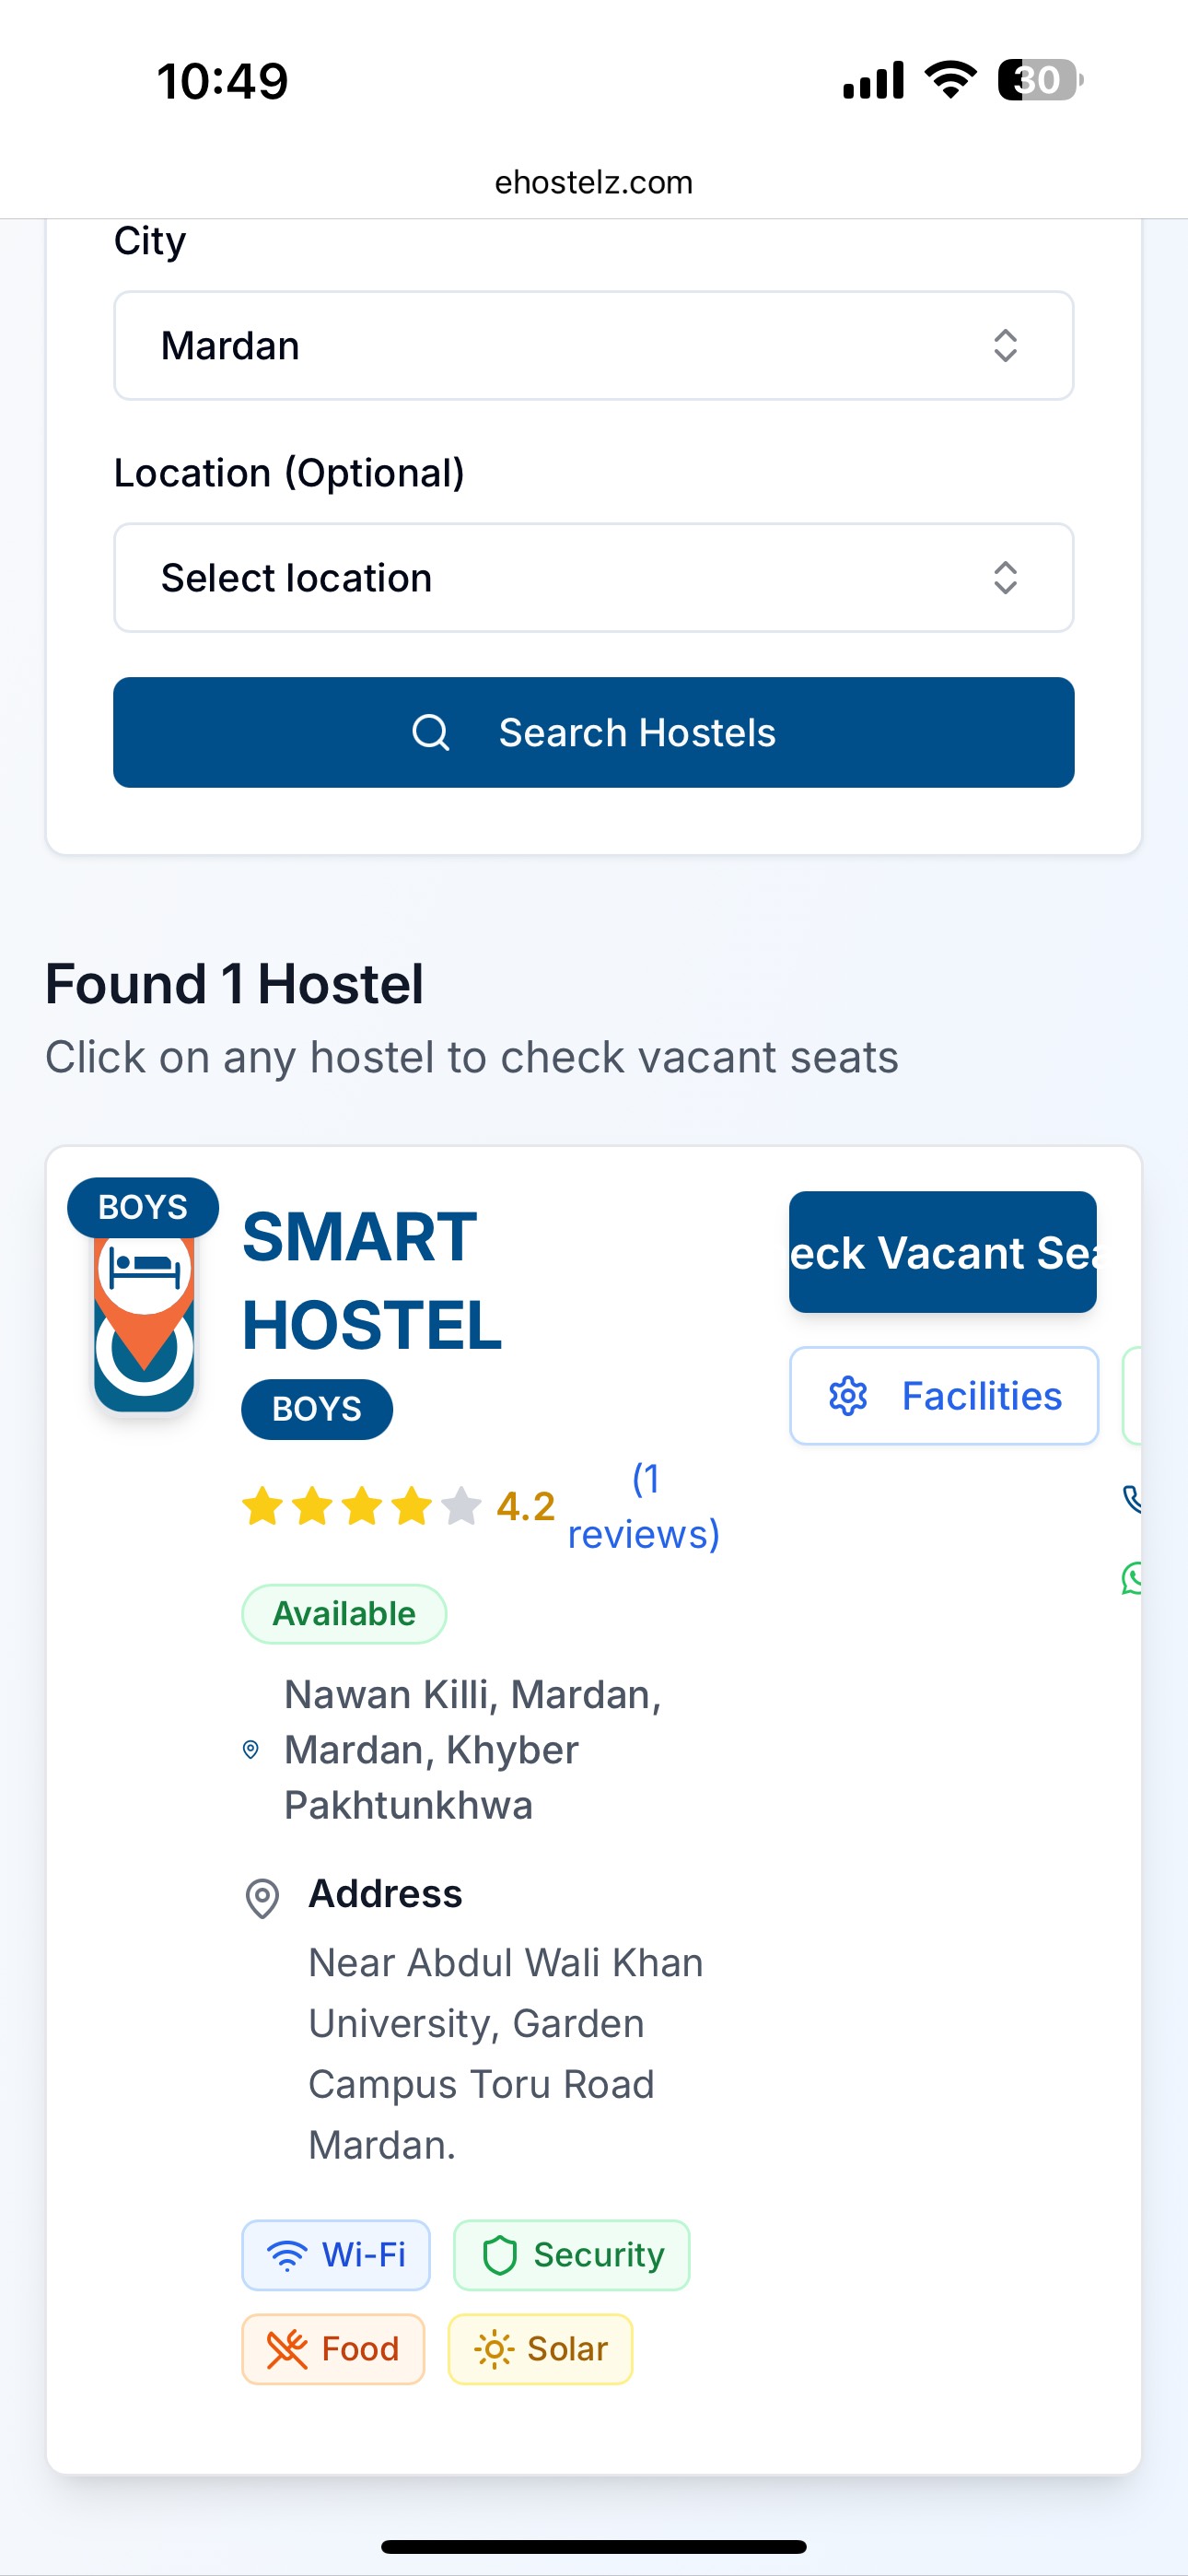 10:49
30
ehostelz.com
City
Mardan
Location (Optional)
Select location
Search Hostels
Found 1 Hostel
Click on any hostel to check vacant seats
BOYS
SMART
HOSTEL
BOYS
4.2
(1
reviews)
Available
Nawan Killi, Mardan,
Mardan, Khyber
Pakhtunkhwa
Address
Near Abdul Wali Khan
University, Garden
Campus Toru Road
Mardan.
Wi-Fi
Security
Food
Solar
eck Vacant Sea
Facilities